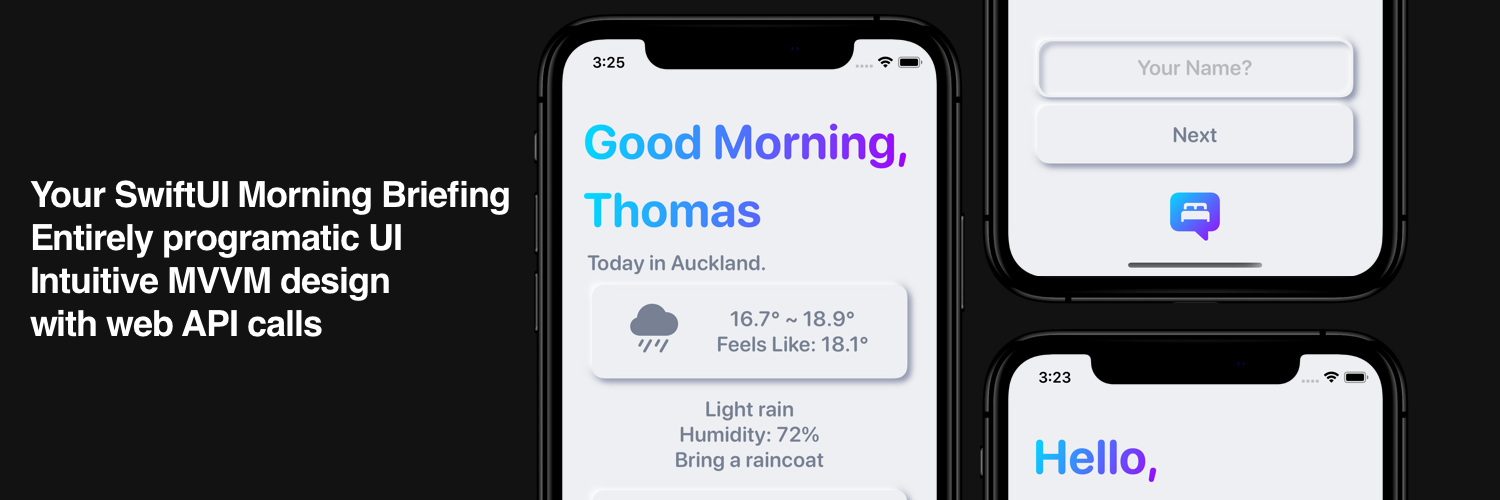 Your SwiftUI Morning Briefing
Entirely programatic UI
Intuitive MVVM design
with web API calls
3:25
Good Morning,
Thomas
Today in Auckland.
16.7° ~ 18.9°
Feels Like: 18.1°
Light rain
Humidity: 72%
Bring a raincoat
Your Name?
Next
3:23
Hello,